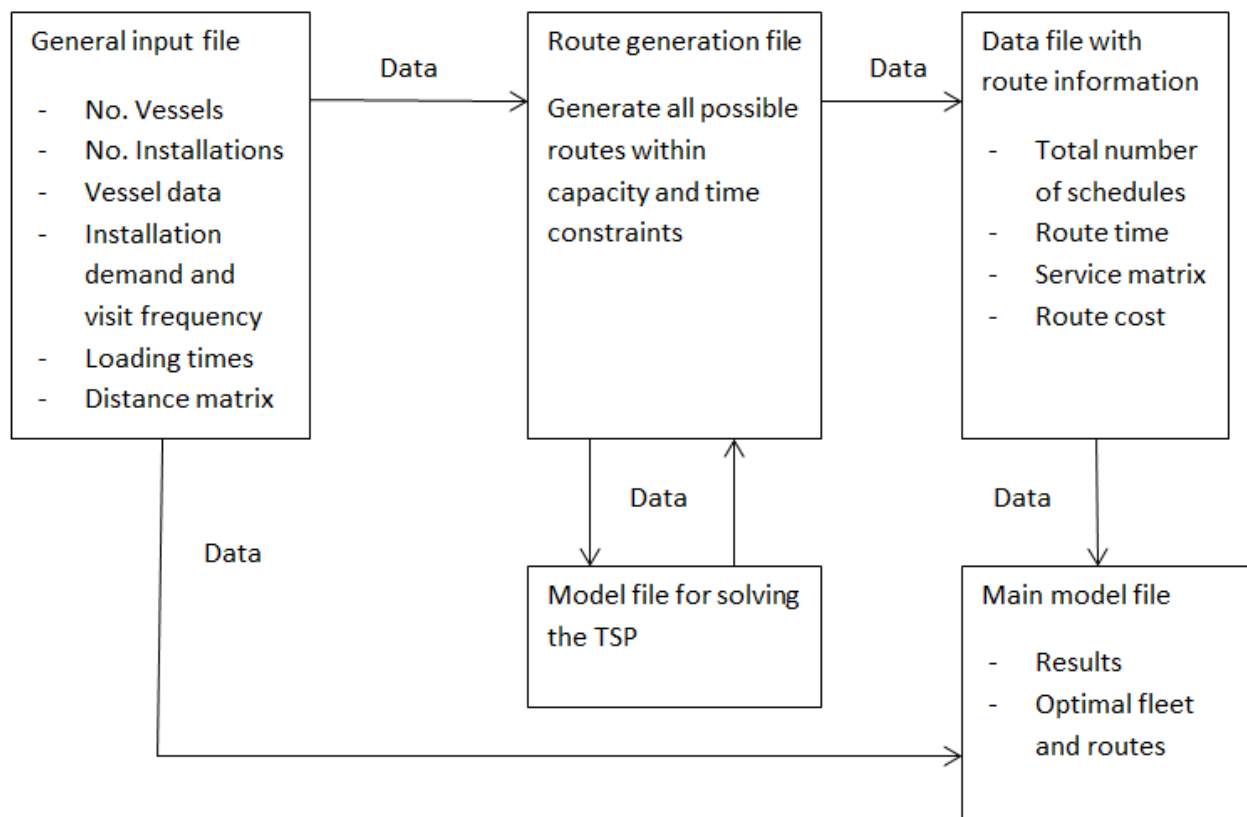 General input file
- No. Vessels
- No. Installations
- Vessel data
- Installation
demand and
visit frequency
- Loading times
- Distance matrix
Data
Route generation file
Generate all possible
routes within
capacity and time
constraints
Data
Data file with
route information
- Total number
of schedules
- Route time
- Service matrix
- Route cost
Data
Data
Data
Model file for solving
the TSP
Main model file
- Results
- Optimal fleet
and routes